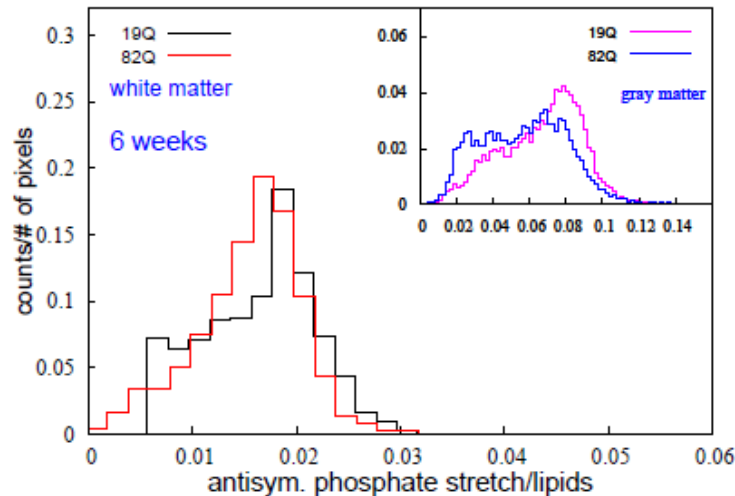 0.3
0.25
0.2
0.15
0.1
0.05
0
counts/# of pixels
19Q
82Q
white matter
6 weeks
0.06
0.04
0.02
0
19Q
82Q
gray matter
0 0.02 0.04 0.06 0.08 0.1 0.12 0.14
0 0.01 0.02 0.03 0.04 0.05 0.06
antisym. phosphate stretch/lipids